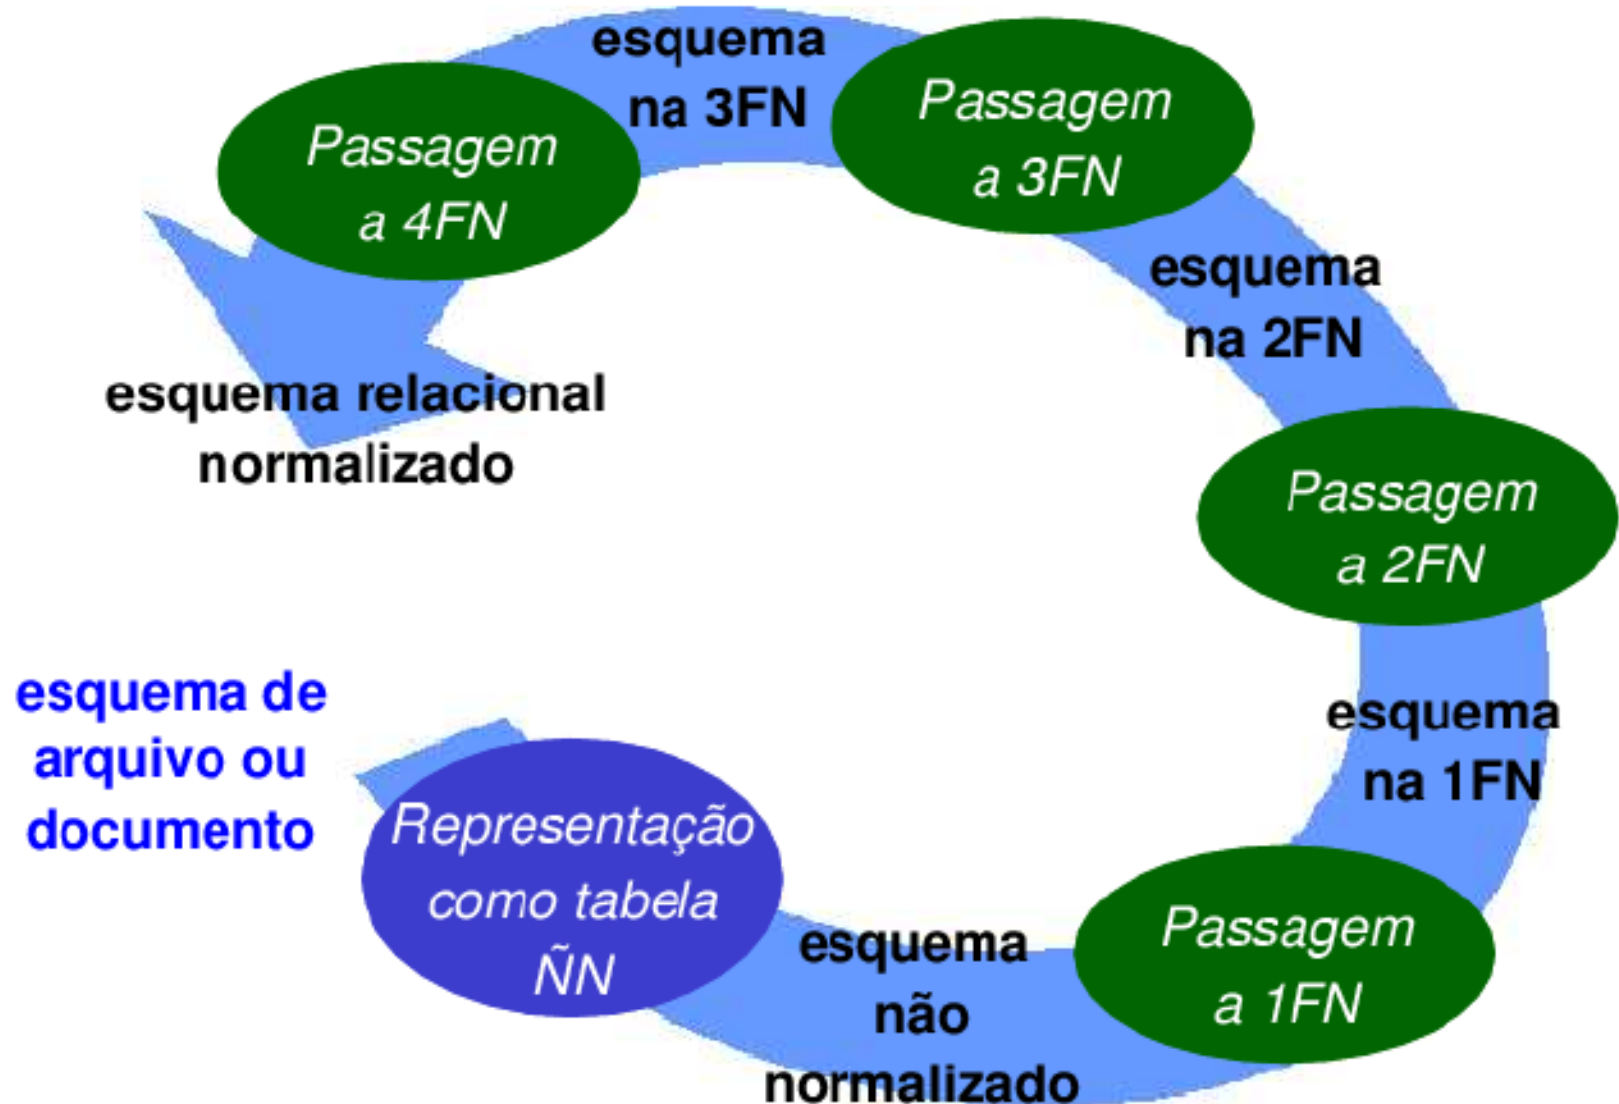 esquema
na 3FN
Passagem
a 3FN
Passagem
a 4FN
esquema
na 2FN
esquema relacional
normalizado
Passagem
a 2FN
esquema de
arquivo ou
documento
esquema
na 1FN
Representação
como tabela
ÑN
esquema
não
normalizado
Passagem
a 1FN